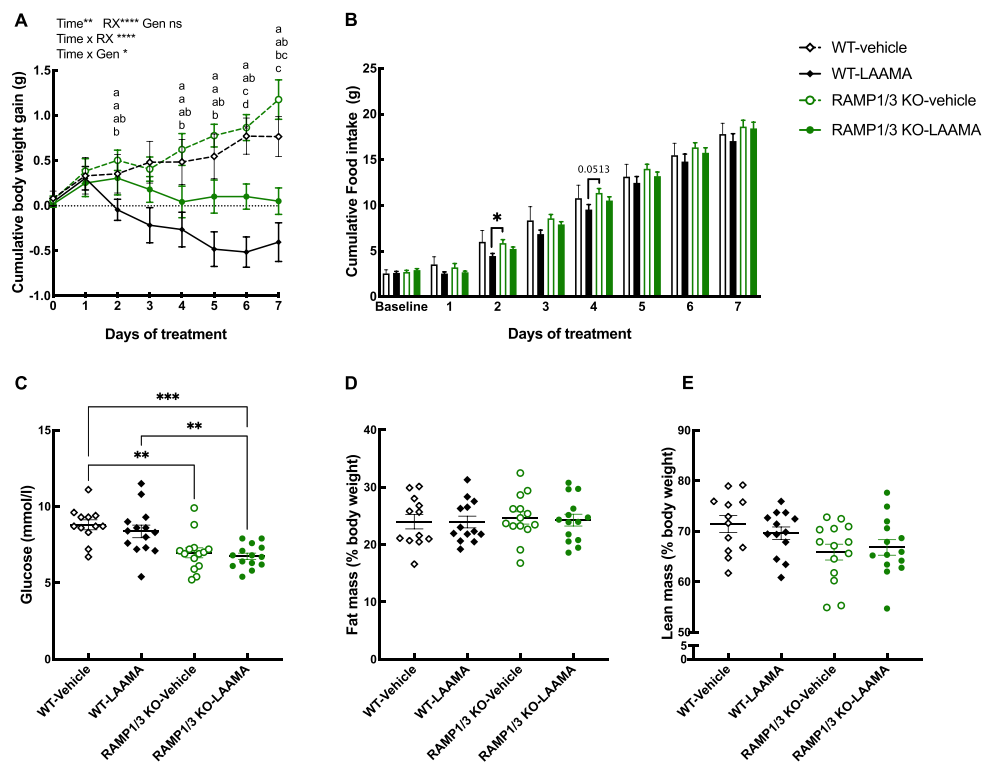 A
Time** RX**** Gen ns
Time x RX ****
Time x Gen *
a
a
ab
b
a
a
ab
b
a
a
ab
b
a
ab
c
d
a
ab
bc
c
1.5
1.0
0.5
0.0
-0.5
-1.0
Cumulative body weight gain (g)
0 1 2 3 4 5 6 7
Days of treatment
B
25
20
15
10
5
0
Cumulative Food intake (g)
*
0.0513
Baseline 1 2 3 4 5 6 7
Days of treatment
WT-vehicle
WT-LAAMA
RAMP1/3 KO-vehicle
RAMP1/3 KO-LAAMA
C
***
**
**
15
10
5
0
Glucose (mmol/l)
WT-Vehicle
WT-LAAMA
RAMP1/3 KO-Vehicle
RAMP1/3 KO-LAAMA
D
40
30
20
10
0
Fat mass (% body weight)
WT-Vehicle
WT-LAAMA
RAMP1/3 KO-Vehicle
RAMP1/3 KO-LAAMA
E
90
80
70
60
50
5
0
Lean mass (% body weight)
WT-Vehicle
WT-LAAMA
RAMP1/3 KO-Vehicle
RAMP1/3 KO-LAAMA